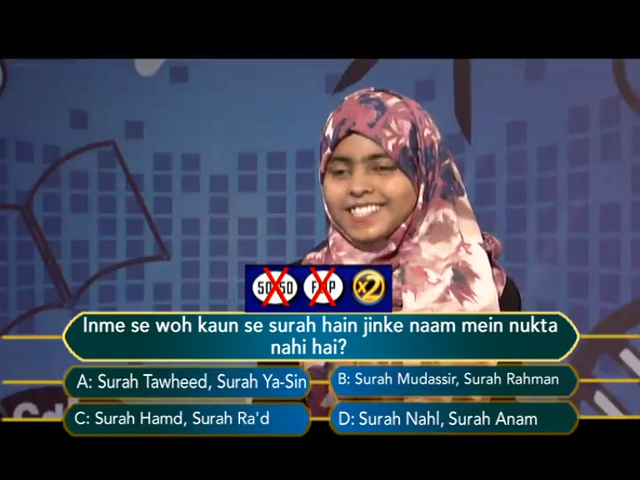 50 50
x2
Inme se woh kaun se surah hain jinke naam mein nukta
nahi hai?
A: Surah Tawheed, Surah Ya-Sin
B: Surah Mudassir, Surah Rahman
C: Surah Hamd, Surah Ra'd
D: Surah Nahl, Surah Anam